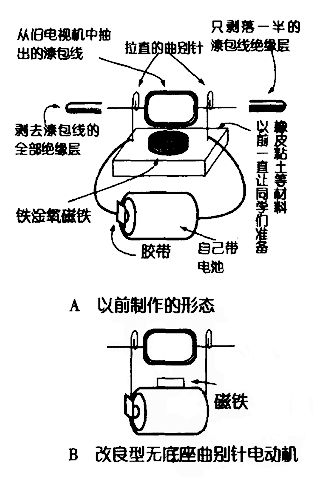 从旧电视机中抽
出的漆包线
拉直的曲别针
只剥落一半的
漆包线绝缘层
剥去漆包线的
全部绝缘层
橡皮粘土等材料
以前一直让同学们准备
铁淦氧磁铁
胶带
自己带
电池
A 以前制作的形态
磁铁
B 改良型无底座曲别针电动机